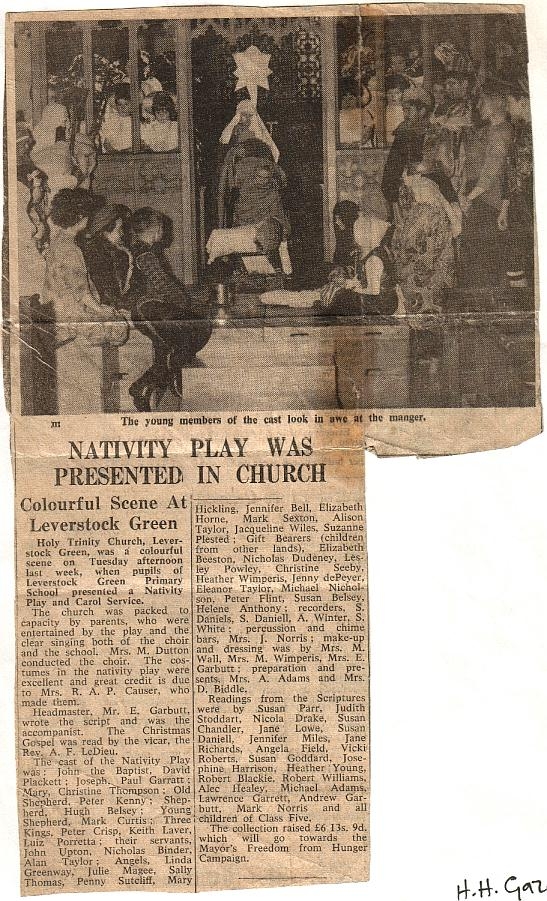 m
The young members of the cast look in awe at the manger.
NATIVITY PLAY WAS
PRESENTED IN CHURCH
Colourful Scene At
Leverstock Green
Holy Trinity Church, Lever-
stock Green, was a colourful
scene on Tuesday afternoon
last week, when pupils of
Leverstock Green Primary
School presented a Nativity
Play and Carol Service.
The church was packed to
capacity by parents, who were
entertained by the play and the
clear singing both of the choir
and the school. Mrs. M. Dutton
conducted the choir. The cos-
tumes in the nativity play were
excellent and great credit is due
to Mrs. R. A. P. Causer, who
made them.
Headmaster, Mr. E. Garbutt,
wrote the script and was the
accompanist. The Christmas
Gospel was read by the vicar, the
Rev. A. F. LeDieu.
The cast of the Nativity Play
was: John the Baptist, David
Plackett; Joseph, Paul Garratt;
Mary, Christine Thompson; Old
Shepherd, Peter Kenny; Shep-
herd, Hugh Belsey; Young
Shepherd, Mark Curtis; Three
Kings, Peter Crisp, Keith Laver,
Luiz Porretta; their servants,
John Upton, Nicholas Binder,
Alan Taylor; Angels, Linda
Greenway, Julie Magee, Sally
Thomas, Penny Sutcliff, Mary
Hickling, Jennifer Bell, Elizabeth
Horne, Mark Sexton, Alison
Taylor, Jacqueline Wiles, Suzanne
Plested; Gift Bearers (children
from other lands), Elizabeth
Beeston, Nicholas Dudeney, Les-
ley Powley, Christine Seeby,
Heather Wimperis, Jenny dePeyer,
Eleanor Taylor, Michael Nichol-
son, Peter Flint, Susan Belsey,
Helene Anthony; recorders, S.
Daniels, S. Daniell, A. Winter, S.
White; percussion and chime
bars, Mrs. J. Norris; make-up
and dressing was by Mrs. M.
Wall, Mrs. M. Wimperis, Mrs. E.
Garbutt; preparation and pre-
sents, Mrs. A. Adams and Mrs.
D. Biddle.
Readings from the Scriptures
were by Susan Parr, Judith
Stoddart, Nicola Drake, Susan
Chandler, Jane Lowe, Susan
Daniell, Jennifer Miles, Jane
Richards, Angela Field, Vicki
Roberts, Susan Goddard, Jose-
phine Harrison, Heather Young,
Robert Blackie, Robert Williams,
Alec Healey, Michael Adams,
Lawrence Garrett, Andrew Gar-
butt, Mark Norris and all
children of Class Five.
The collection raised £6 13s. 9d.
which will go towards the
Mayor's Freedom from Hunger
Campaign.
H.H. Gaz